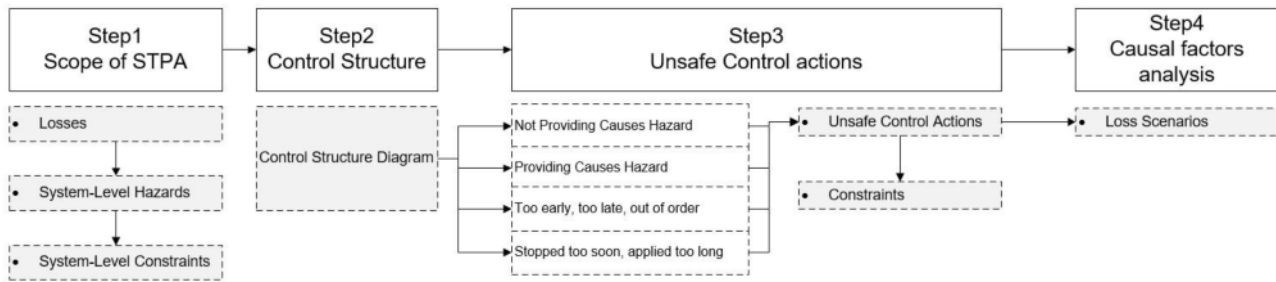 Step1
Scope of STPA
Step2
Control Structure
Step3
Unsafe Control actions
Step4
Causal factors
analysis
• Losses
• System-Level Hazards
• System-Level Constraints
Control Structure Diagram
Not Providing Causes Hazard
Providing Causes Hazard
Too early, too late, out of order
Stopped too soon, applied too long
• Unsafe Control Actions
• Constraints
• Loss Scenarios